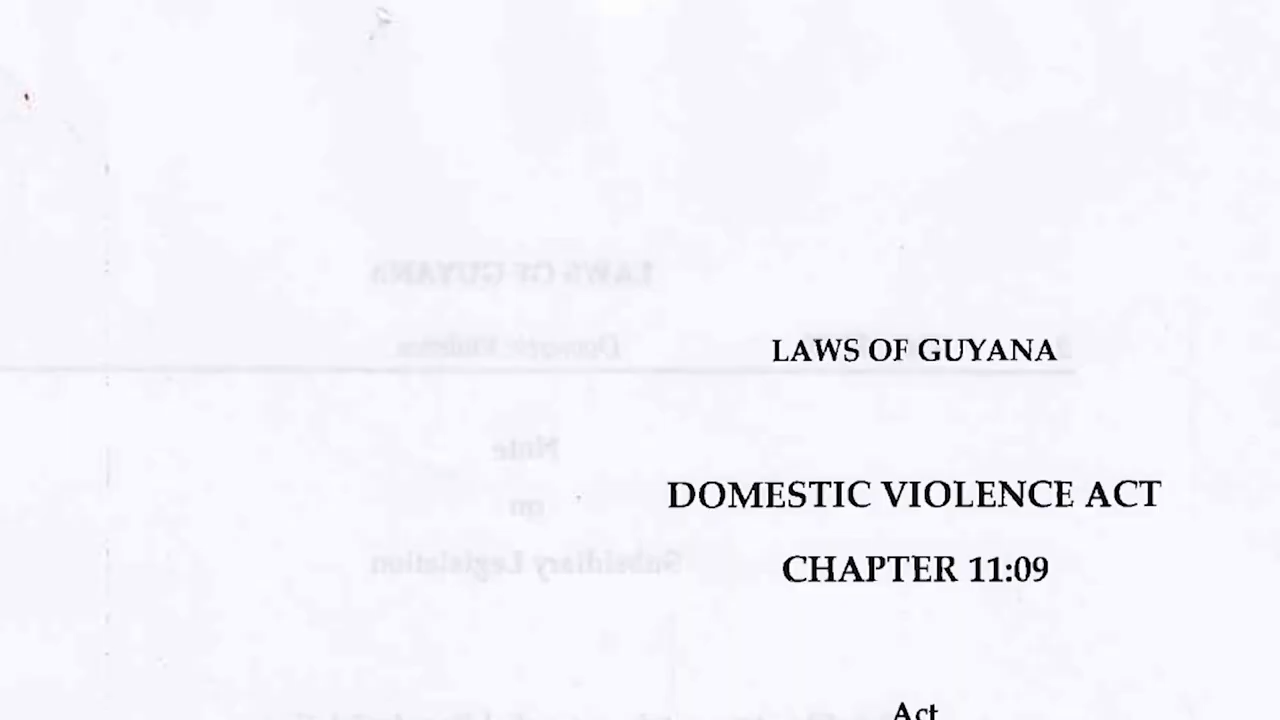 LAWS OF GUYANA
DOMESTIC VIOLENCE ACT
CHAPTER 11:09
Act